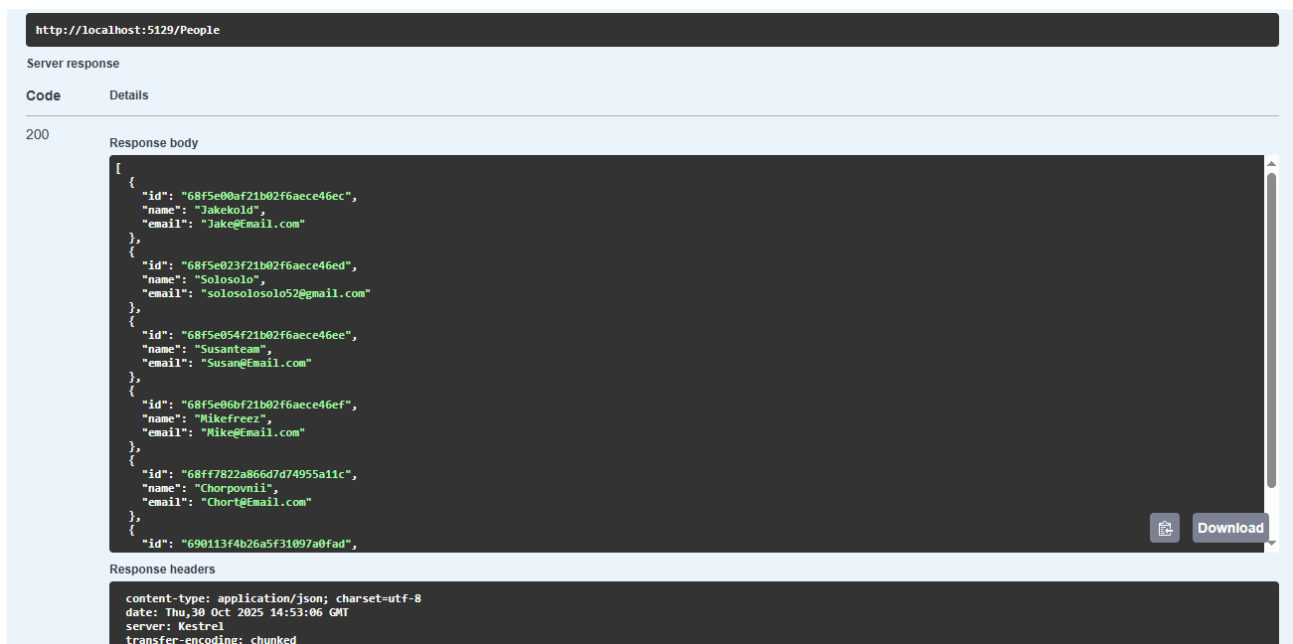 http://localhost:5129/People
Server response
Code Details
200
Response body
[
{
"id": "68f5e00af21b02f6aece46ec",
"name": "Jakekold",
"email": "Jake@Email.com"
},
{
"id": "68f5e023f21b02f6aece46ed",
"name": "Solosolo",
"email": "solosolosolo52@gmail.com"
},
{
"id": "68f5e054f21b02f6aece46ee",
"name": "Susanteam",
"email": "Susan@Email.com"
},
{
"id": "68f5e06bf21b02f6aece46ef",
"name": "Mikefreez",
"email": "Mike@Email.com"
},
{
"id": "68ff7822a866d7d74955a11c",
"name": "Chorpovnii",
"email": "Chort@Email.com"
},
{
"id": "690113f4b26a5f31097a0fad",
Download
Response headers
content-type: application/json; charset=utf-8
date: Thu,30 Oct 2025 14:53:06 GMT
server: Kestrel
transfer-encoding: chunked